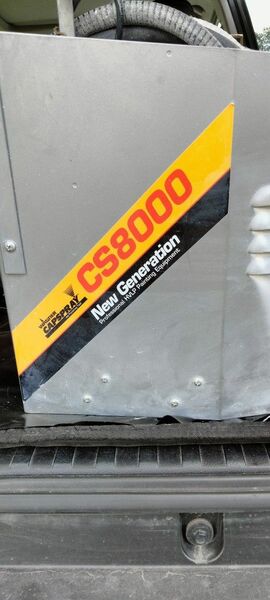 WAGNER
CAPSPRAY
CS8000
New Generation
Professional HVLP Painting Equipment